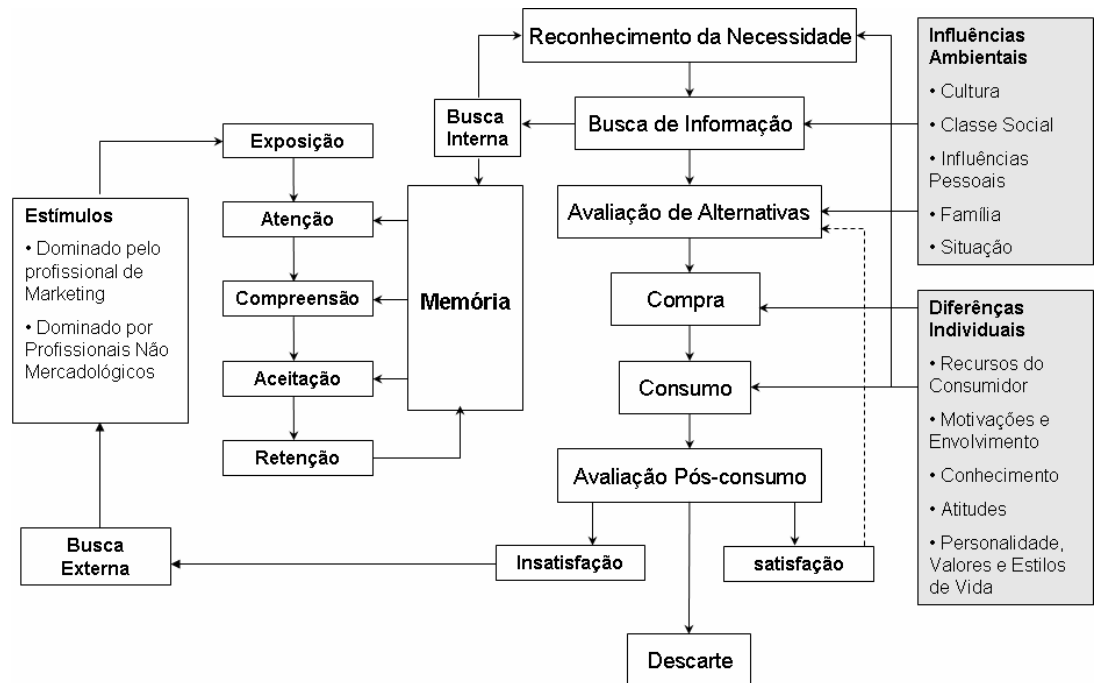 Reconhecimento da Necessidade
Busca
Interna
Busca de Informação
Exposição
Avaliação de Alternativas
Atenção
Compra
Compreensão
Memória
Consumo
Aceitação
Retenção
Avaliação Pós-consumo
Insatisfação
satisfação
Descarte
Estímulos
• Dominado pelo
profissional de
Marketing
• Dominado por
Profissionais Não
Mercadológicos
Busca
Externa
Influências
Ambientais
• Cultura
• Classe Social
• Influências
Pessoais
• Família
• Situação
Diferênças
Individuais
• Recursos do
Consumidor
• Motivações e
Envolvimento
• Conhecimento
• Atitudes
• Personalidade,
Valores e Estilos
de Vida